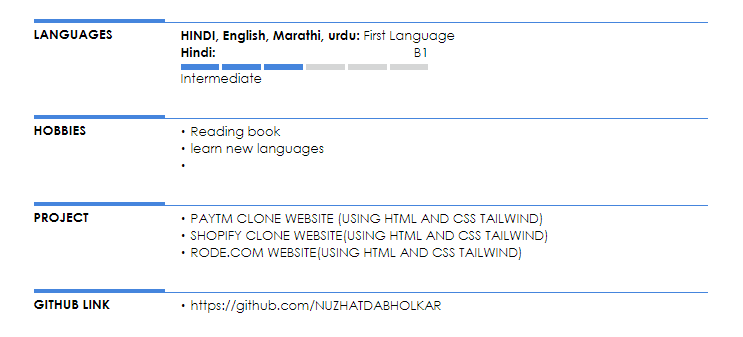 LANGUAGES
HINDI, English, Marathi, urdu: First Language
Hindi: B1
Intermediate
HOBBIES
• Reading book
• learn new languages
•
PROJECT
• PAYTM CLONE WEBSITE (USING HTML AND CSS TAILWIND)
• SHOPIFY CLONE WEBSITE(USING HTML AND CSS TAILWIND)
• RODE.COM WEBSITE(USING HTML AND CSS TAILWIND)
GITHUB LINK
• https://github.com/NUZHATDABHOLKAR